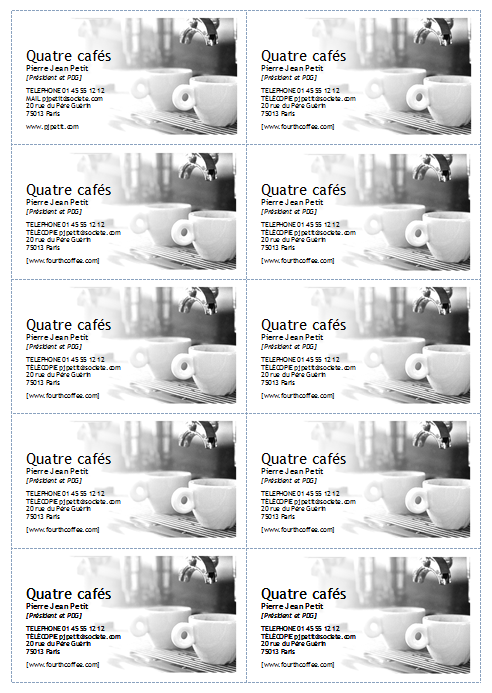 Quatre cafés
Pierre Jean Petit
[Président et PDG]
TELEPHONE 01 45 55 12 12
MAIL pjpetit@societe.com
20 rue du Père Guérin
75013 Paris
www.pjpetit.com
Quatre cafés
Pierre Jean Petit
[Président et PDG]
TELEPHONE 01 45 55 12 12
TÉLÉCOPIE pjpetit@societe.com
20 rue du Père Guérin
75013 Paris
[www.fourthcoffee.com]
Quatre cafés
Pierre Jean Petit
[Président et PDG]
TELEPHONE 01 45 55 12 12
TÉLÉCOPIE pjpetit@societe.com
20 rue du Père Guérin
75013 Paris
[www.fourthcoffee.com]
Quatre cafés
Pierre Jean Petit
[Président et PDG]
TELEPHONE 01 45 55 12 12
TÉLÉCOPIE pjpetit@societe.com
20 rue du Père Guérin
75013 Paris
[www.fourthcoffee.com]
Quatre cafés
Pierre Jean Petit
[Président et PDG]
TELEPHONE 01 45 55 12 12
TÉLÉCOPIE pjpetit@societe.com
20 rue du Père Guérin
75013 Paris
[www.fourthcoffee.com]
Quatre cafés
Pierre Jean Petit
[Président et PDG]
TELEPHONE 01 45 55 12 12
TÉLÉCOPIE pjpetit@societe.com
20 rue du Père Guérin
75013 Paris
[www.fourthcoffee.com]
Quatre cafés
Pierre Jean Petit
[Président et PDG]
TELEPHONE 01 45 55 12 12
TÉLÉCOPIE pjpetit@societe.com
20 rue du Père Guérin
75013 Paris
[www.fourthcoffee.com]
Quatre cafés
Pierre Jean Petit
[Président et PDG]
TELEPHONE 01 45 55 12 12
TÉLÉCOPIE pjpetit@societe.com
20 rue du Père Guérin
75013 Paris
[www.fourthcoffee.com]
Quatre cafés
Pierre Jean Petit
[Président et PDG]
TELEPHONE 01 45 55 12 12
TÉLÉCOPIE pjpetit@societe.com
20 rue du Père Guérin
75013 Paris
[www.fourthcoffee.com]
Quatre cafés
Pierre Jean Petit
[Président et PDG]
TELEPHONE 01 45 55 12 12
TÉLÉCOPIE pjpetit@societe.com
20 rue du Père Guérin
75013 Paris
[www.fourthcoffee.com]